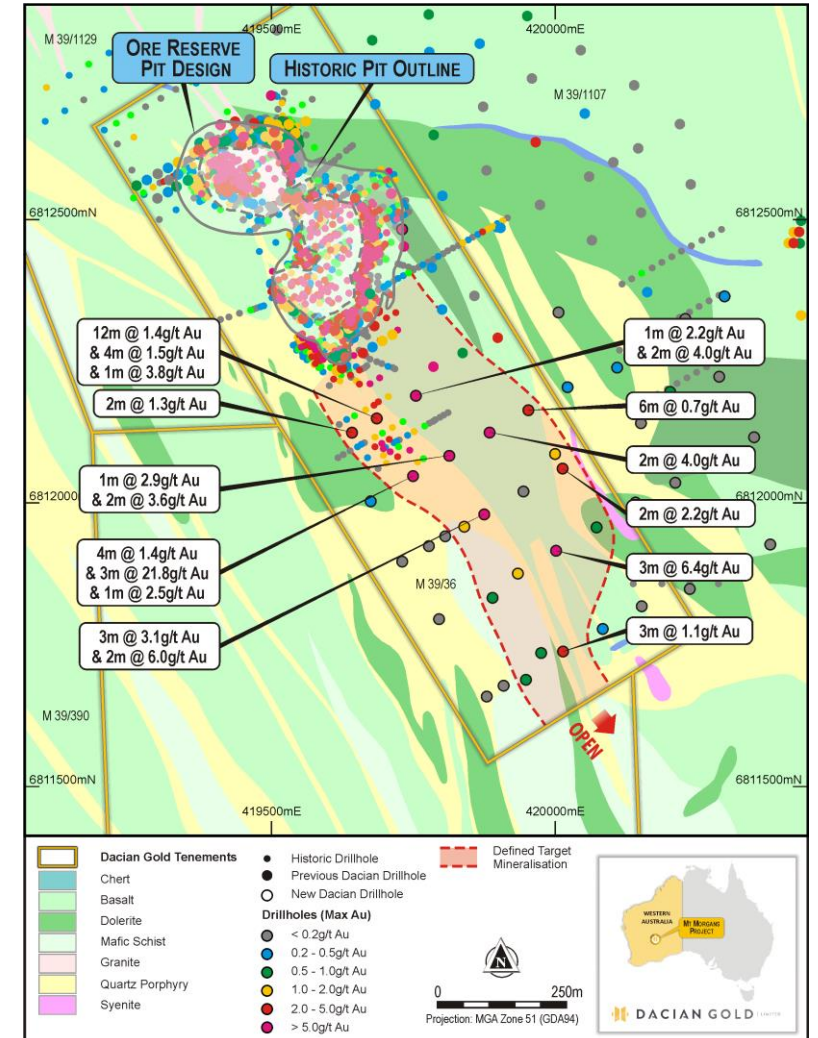 419500mE
420000mE
M 39/1129
ORE RESERVE
PIT DESIGN
HISTORIC PIT OUTLINE
M 39/1107
6812500mN
6812500mN
12m @ 1.4g/t Au
& 4m @ 1.5g/t Au
& 1m @ 3.8g/t Au
1m @ 2.2g/t Au
& 2m @ 4.0g/t Au
2m @ 1.3g/t Au
6m @ 0.7g/t Au
2m @ 4.0g/t Au
1m @ 2.9g/t Au
& 2m @ 3.6g/t Au
6812000mN
6812000mN
2m @ 2.2g/t Au
4m @ 1.4g/t Au
& 3m @ 21.8g/t Au
& 1m @ 2.5g/t Au
3m @ 6.4g/t Au
M 39/36
3m @ 3.1g/t Au
& 2m @ 6.0g/t Au
3m @ 1.1g/t Au
M 39/390
OPEN
6811500mN
6811500mN
419500mE
420000mE
Dacian Gold Tenements
Chert
Basalt
Dolerite
Mafic Schist
Granite
Quartz Porphyry
Syenite
Historic Drillhole
Previous Dacian Drillhole
New Dacian Drillhole
Drillholes (Max Au)
< 0.2g/t Au
0.2 - 0.5g/t Au
0.5 - 1.0g/t Au
1.0 - 2.0g/t Au
2.0 - 5.0g/t Au
> 5.0g/t Au
Defined Target
Mineralisation
N
0 250m
Projection: MGA Zone 51 (GDA94)
WESTERN
AUSTRALIA
MT MORGANS
PROJECT
DACIAN GOLD LIMITED